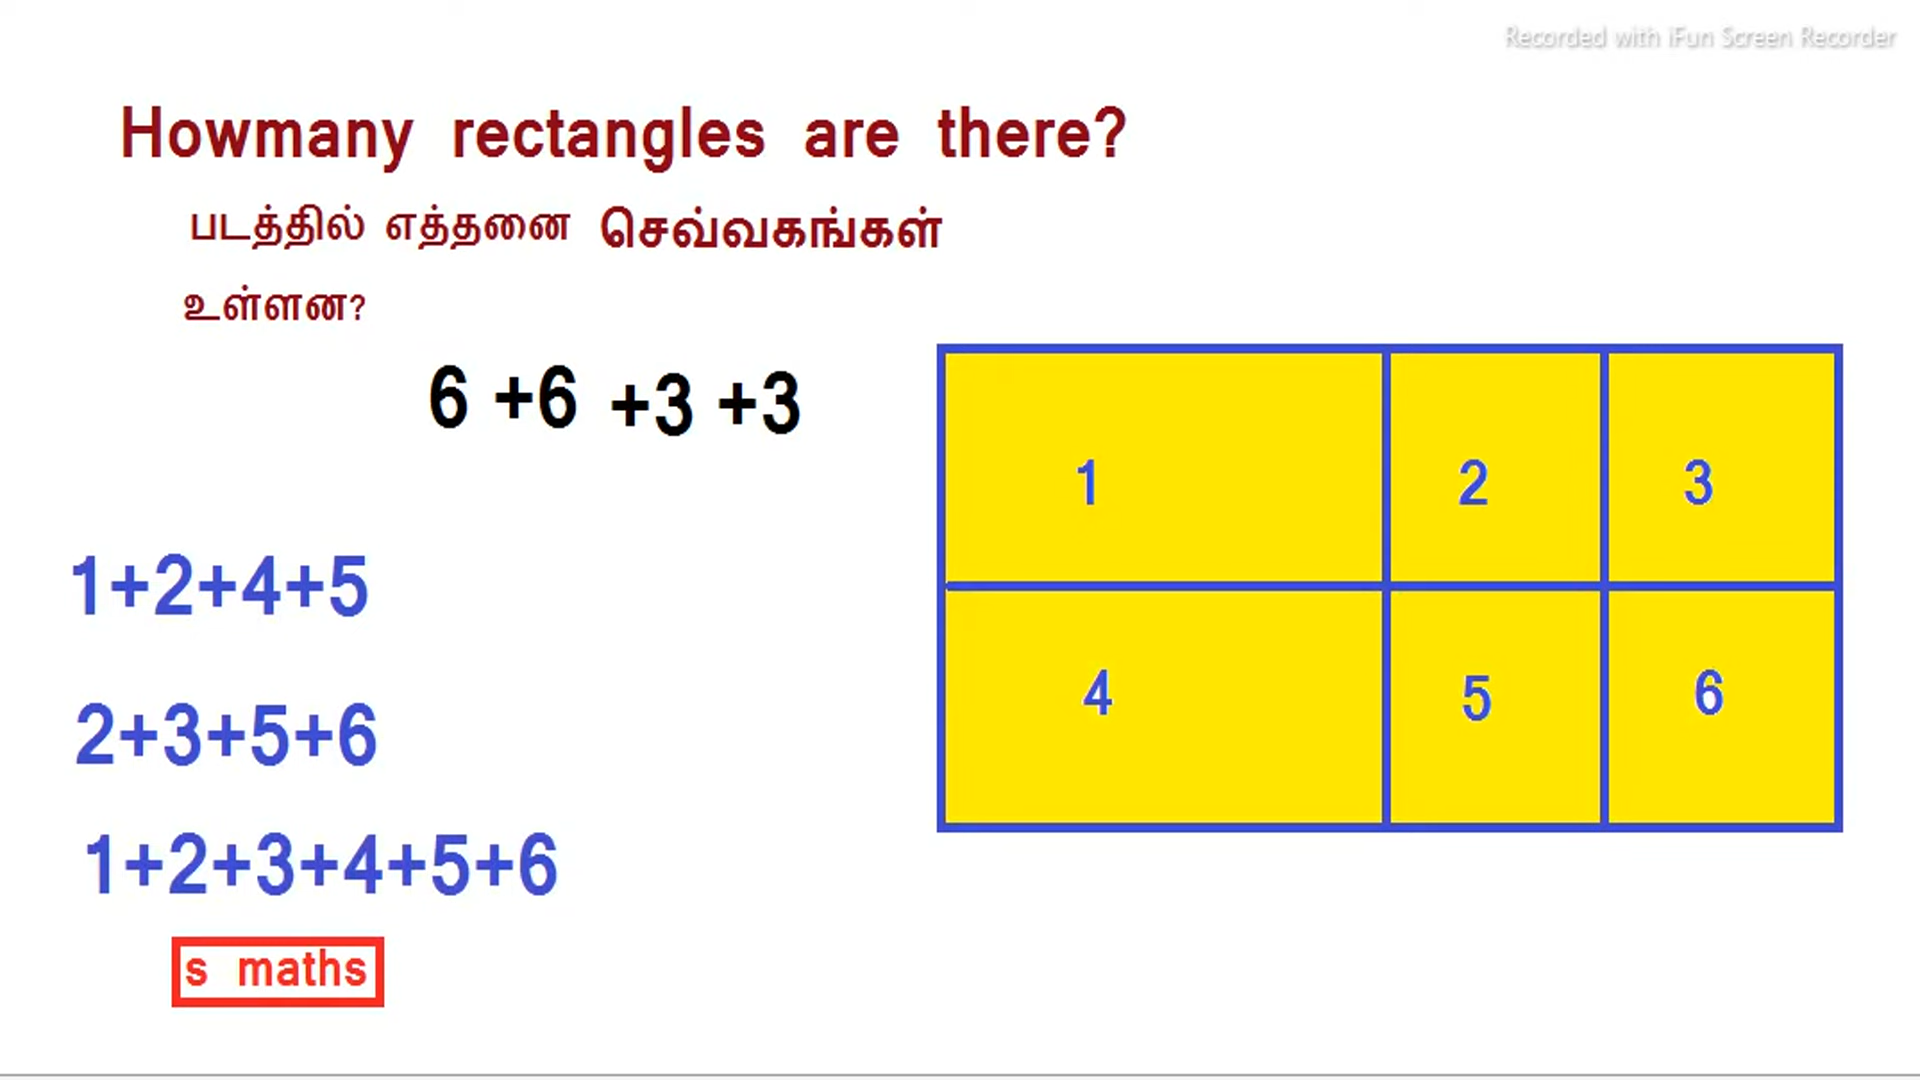 Recorded with iFun Screen Recorder
Howmany rectangles are there?
படத்தில் எத்தனை செவ்வகங்கள்
உள்ளன?
6 +6 +3 +3
1 2 3
1+2+4+5
4 5 6
2+3+5+6
1+2+3+4+5+6
s maths